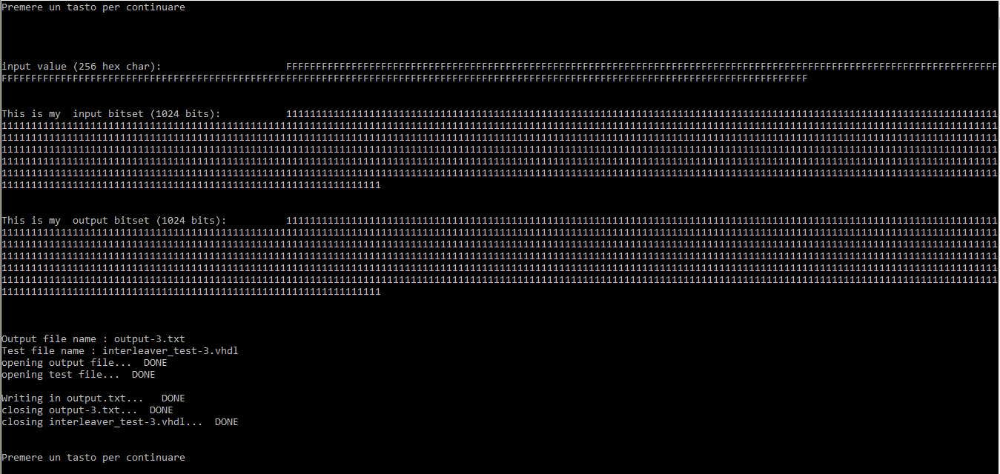 Premere un tasto per continuare
input value (256 hex char): FFFFFFFFFFFFFFFFFFFFFFFFFFFFFFFFFFFFFFFFFFFFFFFFFFFFFFFFFFFFFFFFFFFFFFFFFFFFFFFFFFFFFFFFFFFFFFFFFFFFFFFFFFFFFFFFFFFFFFFF
FFFFFFFFFFFFFFFFFFFFFFFFFFFFFFFFFFFFFFFFFFFFFFFFFFFFFFFFFFFFFFFFFFFFFFFFFFFFFFFFFFFFFFFFFFFFFFFFFFFFFFFFFFFFFFFFFFFFFFFFFFFFFFFFFFFFFFFF
This is my  input bitset (1024 bits): 111111111111111111111111111111111111111111111111111111111111111111111111111111111111111111111111111111111111111111111111
111111111111111111111111111111111111111111111111111111111111111111111111111111111111111111111111111111111111111111111111111111111111111111111111111111111111111111111111
111111111111111111111111111111111111111111111111111111111111111111111111111111111111111111111111111111111111111111111111111111111111111111111111111111111111111111111111
111111111111111111111111111111111111111111111111111111111111111111111111111111111111111111111111111111111111111111111111111111111111111111111111111111111111111111111111
111111111111111111111111111111111111111111111111111111111111111111111111111111111111111111111111111111111111111111111111111111111111111111111111111111111111111111111111
111111111111111111111111111111111111111111111111111111111111111111111111111111111111111111111111111111111111111111111111111111111111111111111111111111111111111111111111
1111111111111111111111111111111111111111111111111111111111111111
This is my  output bitset (1024 bits): 111111111111111111111111111111111111111111111111111111111111111111111111111111111111111111111111111111111111111111111111
111111111111111111111111111111111111111111111111111111111111111111111111111111111111111111111111111111111111111111111111111111111111111111111111111111111111111111111111
111111111111111111111111111111111111111111111111111111111111111111111111111111111111111111111111111111111111111111111111111111111111111111111111111111111111111111111111
111111111111111111111111111111111111111111111111111111111111111111111111111111111111111111111111111111111111111111111111111111111111111111111111111111111111111111111111
111111111111111111111111111111111111111111111111111111111111111111111111111111111111111111111111111111111111111111111111111111111111111111111111111111111111111111111111
111111111111111111111111111111111111111111111111111111111111111111111111111111111111111111111111111111111111111111111111111111111111111111111111111111111111111111111111
1111111111111111111111111111111111111111111111111111111111111111
Output file name : output-3.txt
Test file name : interleaver_test-3.vhdl
opening output file...  DONE
opening test file...  DONE
Writing in output.txt...   DONE
closing output-3.txt...  DONE
closing interleaver_test-3.vhdl...  DONE
Premere un tasto per continuare